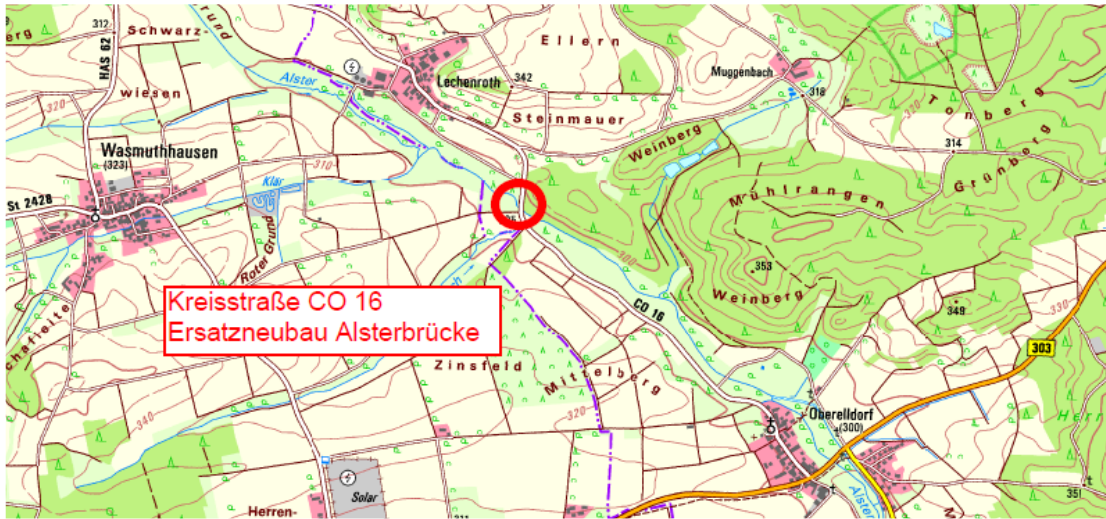 312
Schwarz-
wiesen
HAS 62
320
Alster
Lechenroth
342
Ellern
Steinmauer
Muggenbach
318
Tonberg
314
Grünberg
Weinberg
Mühlrangen
310
Wasmuthhausen
(323)
St 2428
Klär
Roter Grund
300
353
Weinberg
349
330
303
Kreisstraße CO 16
Ersatzneubau Alsterbrücke
CO 16
Zinsfeld
Mittelberg
320
340
Oberelldorf
(300)
Solar
Herren-
351